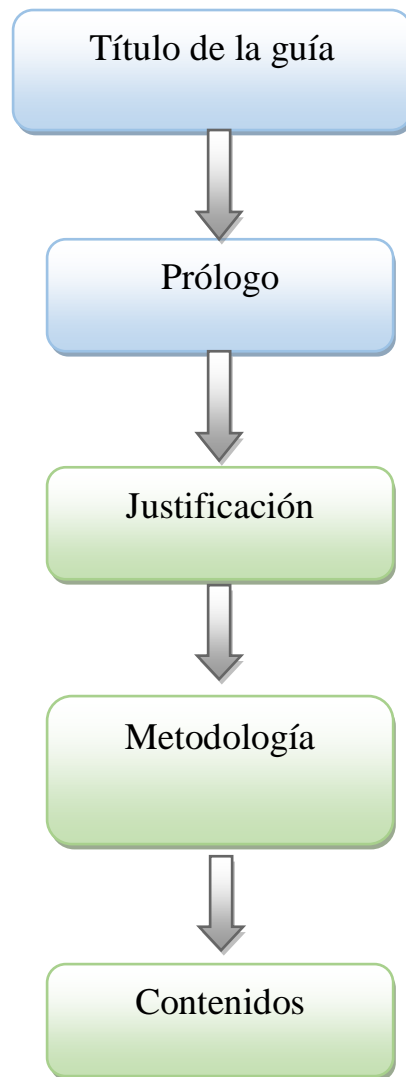 Título de la guía
Prólogo
Justificación
Metodología
Contenidos